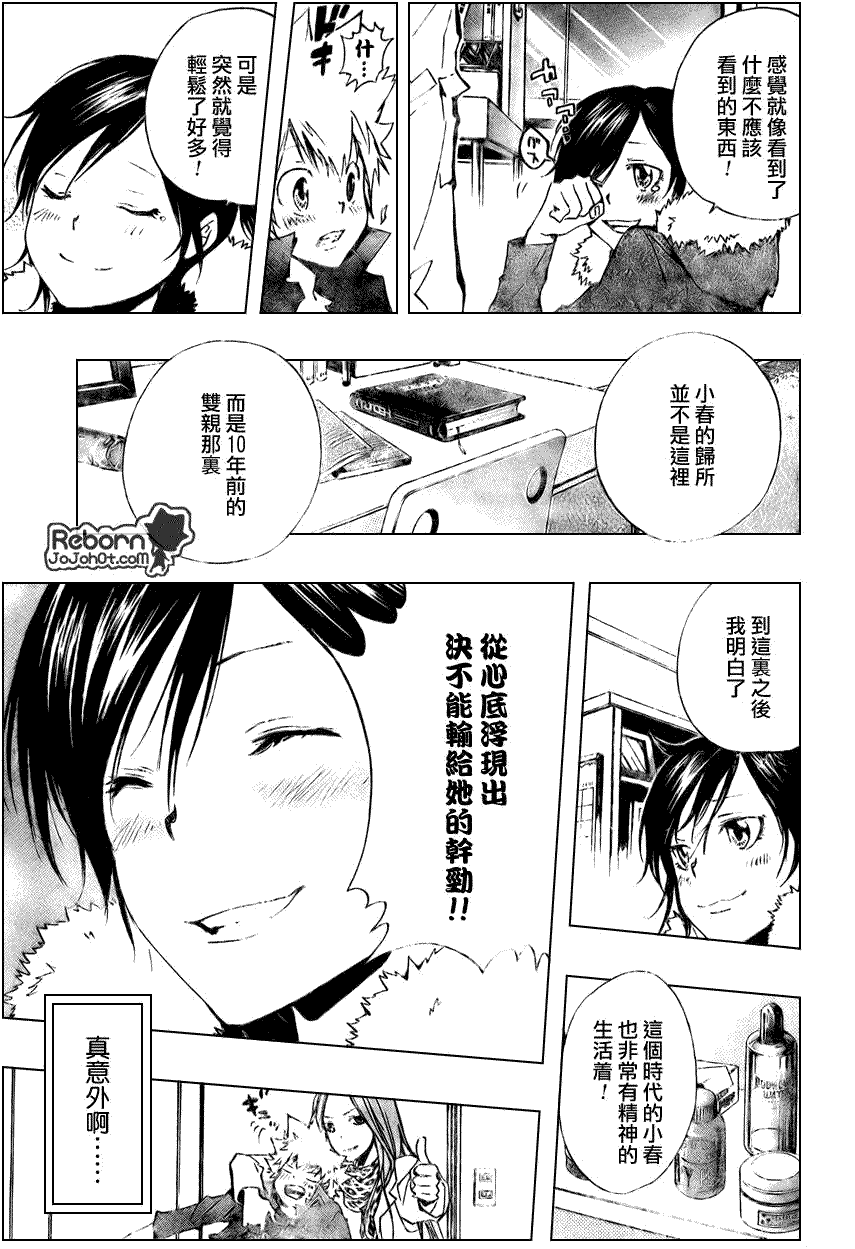 感覺就像看到了
什麼不應該
看到的東西！
グス
什…
可是
突然就覺得
輕鬆了好多！
小春的歸所
並不是這裡
而是10年前的
雙親那裏
Reborn
JoJohOt.com
到這裏之後
我明白了
從心底浮現出
決不能輸給她的幹勁！！
這個時代的小春
也非常有精神的
生活着！
真意外啊……